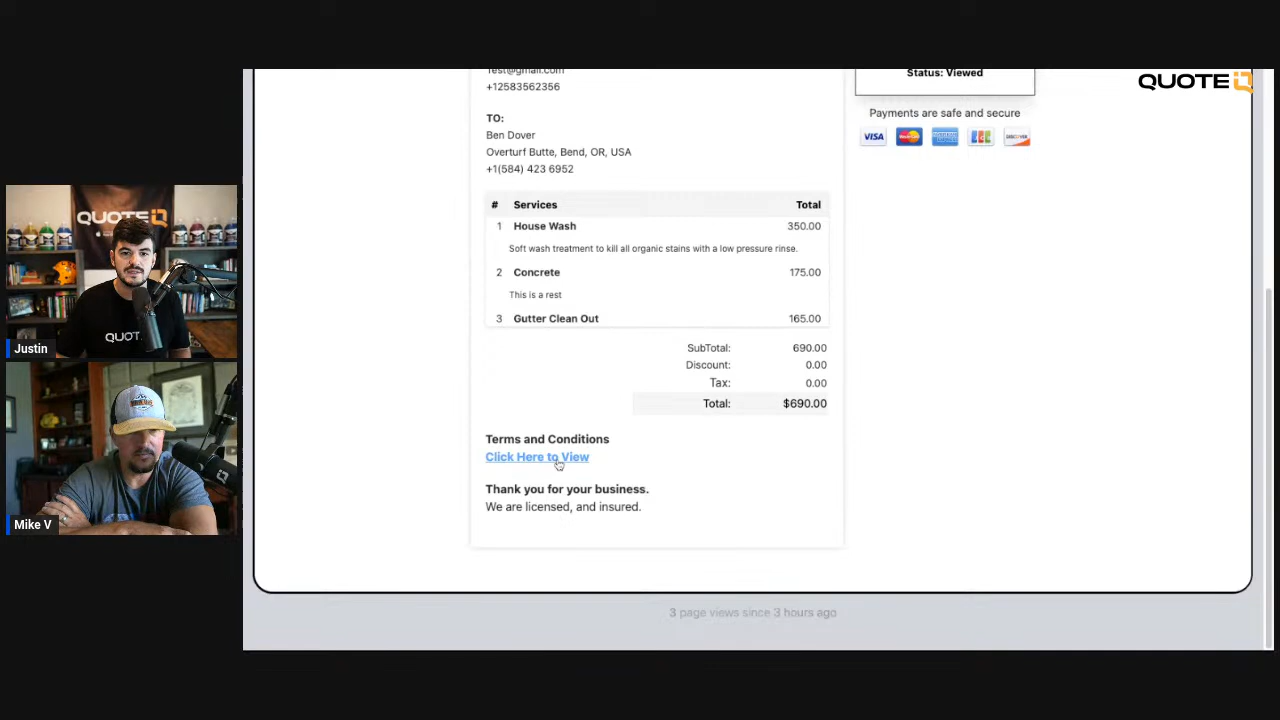 QUOTE IQ
Test@gmail.com
+12583562356
TO:
Ben Dover
Overturf Butte, Bend, OR, USA
+1(584) 423 6952
# Services Total
1 House Wash 350.00
Soft wash treatment to kill all organic stains with a low pressure rinse.
2 Concrete 175.00
This is a rest
3 Gutter Clean Out 165.00
SubTotal: 690.00
Discount: 0.00
Tax: 0.00
Total: $690.00
Terms and Conditions
Click Here to View
Thank you for your business.
We are licensed, and insured.
3 page views since 3 hours ago
Status: Viewed
Payments are safe and secure
VISA
DISCOVER
QUOTE IQ
QUOT
Justin
Mike V